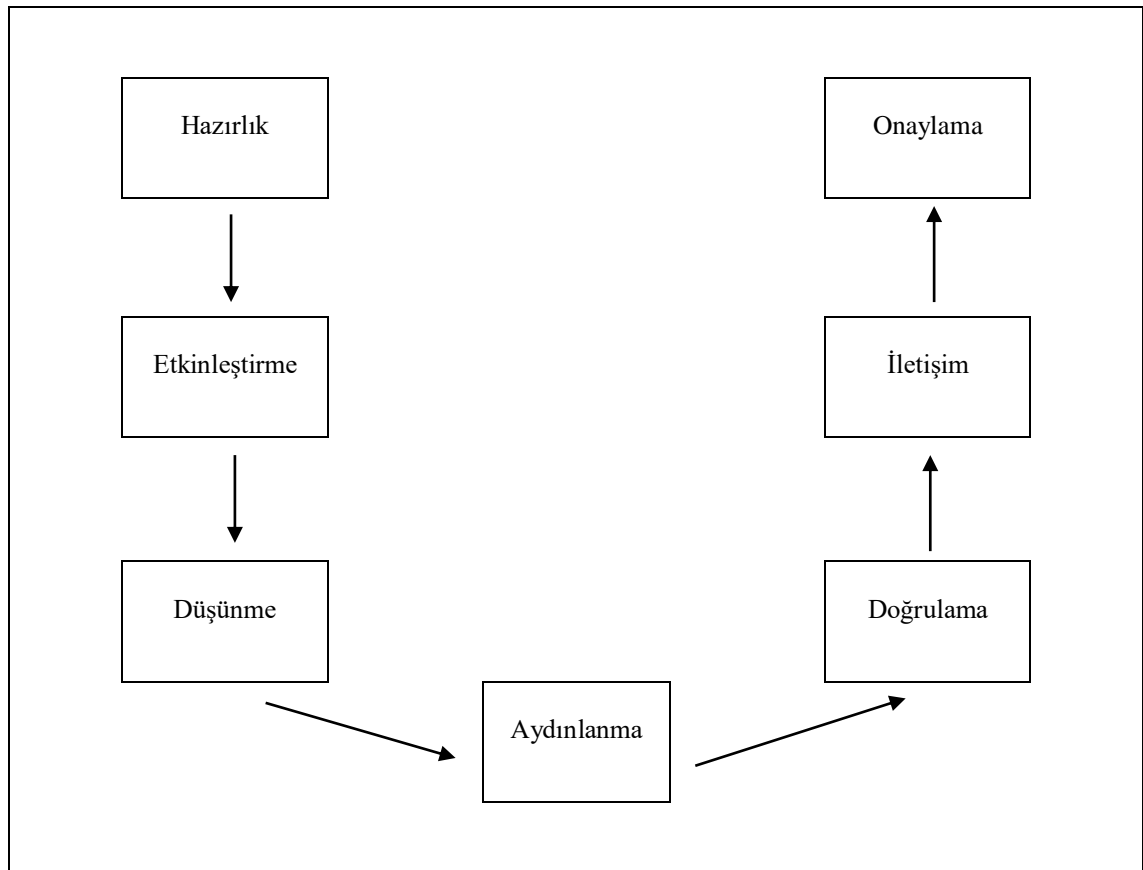 Hazırlık
Etkinleştirme
Düşünme
Aydınlanma
Doğrulama
İletişim
Onaylama